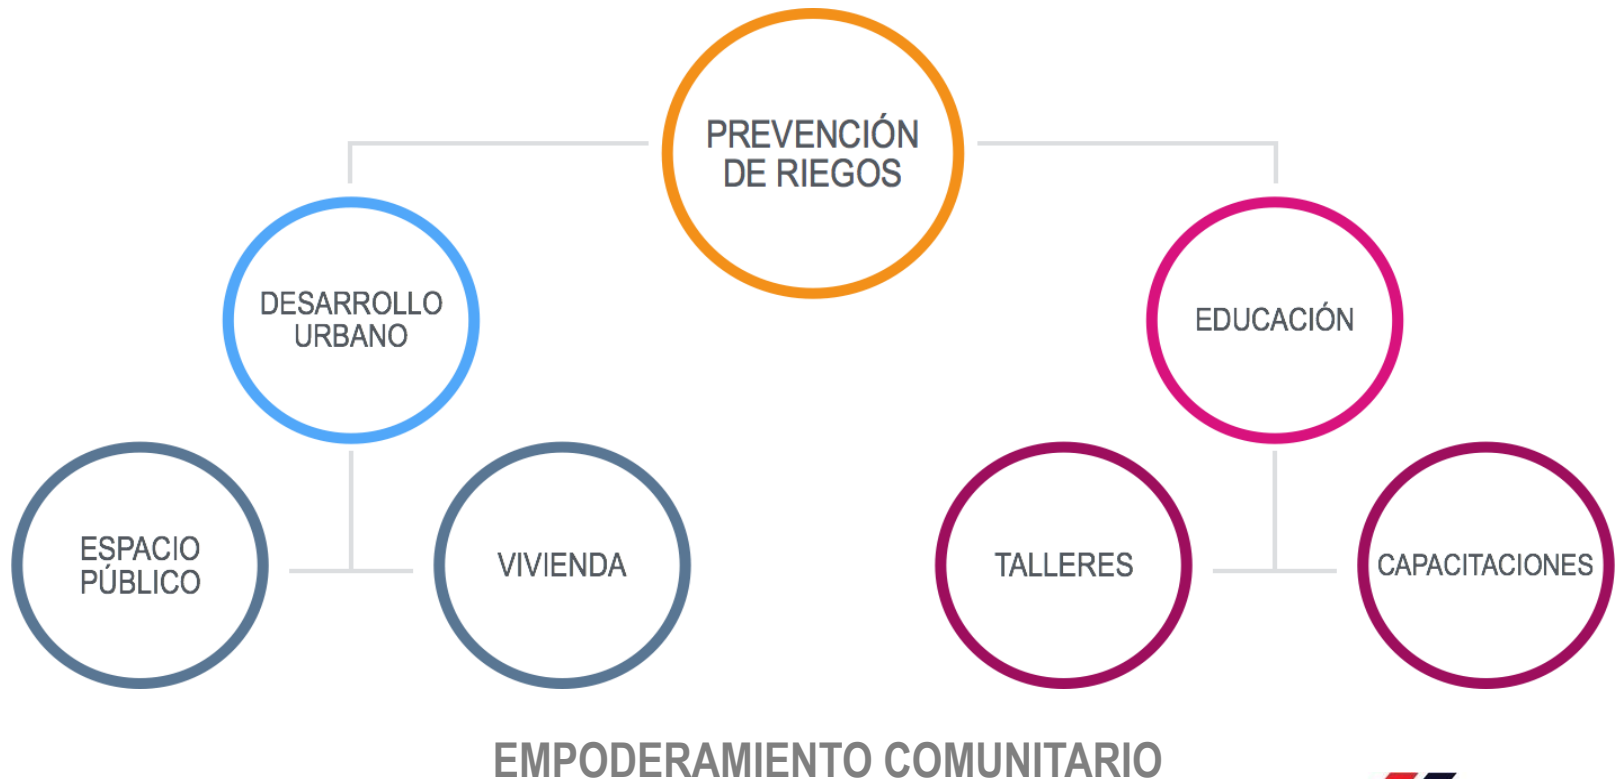 PREVENCIÓN
DE RIEGOS
DESARROLLO
URBANO
EDUCACIÓN
ESPACIO
PÚBLICO
VIVIENDA
TALLERES
CAPACITACIONES
EMPODERAMIENTO COMUNITARIO